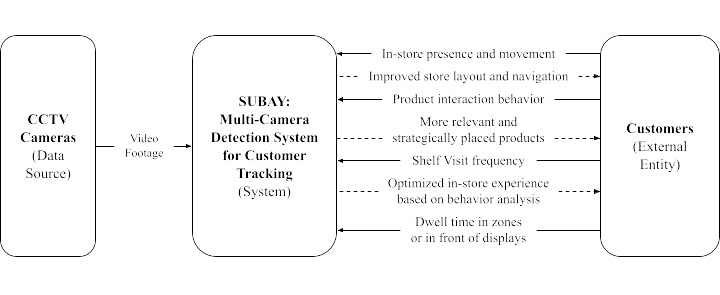 CCTV
Cameras
(Data
Source)
Video
Footage
SUBAY:
Multi-Camera
Detection System
for Customer
Tracking
(System)
In-store presence and movement
Improved store layout and navigation
Product interaction behavior
More relevant and
strategically placed products
Shelf Visit frequency
Optimized in-store experience
based on behavior analysis
Dwell time in zones
or in front of displays
Customers
(External
Entity)